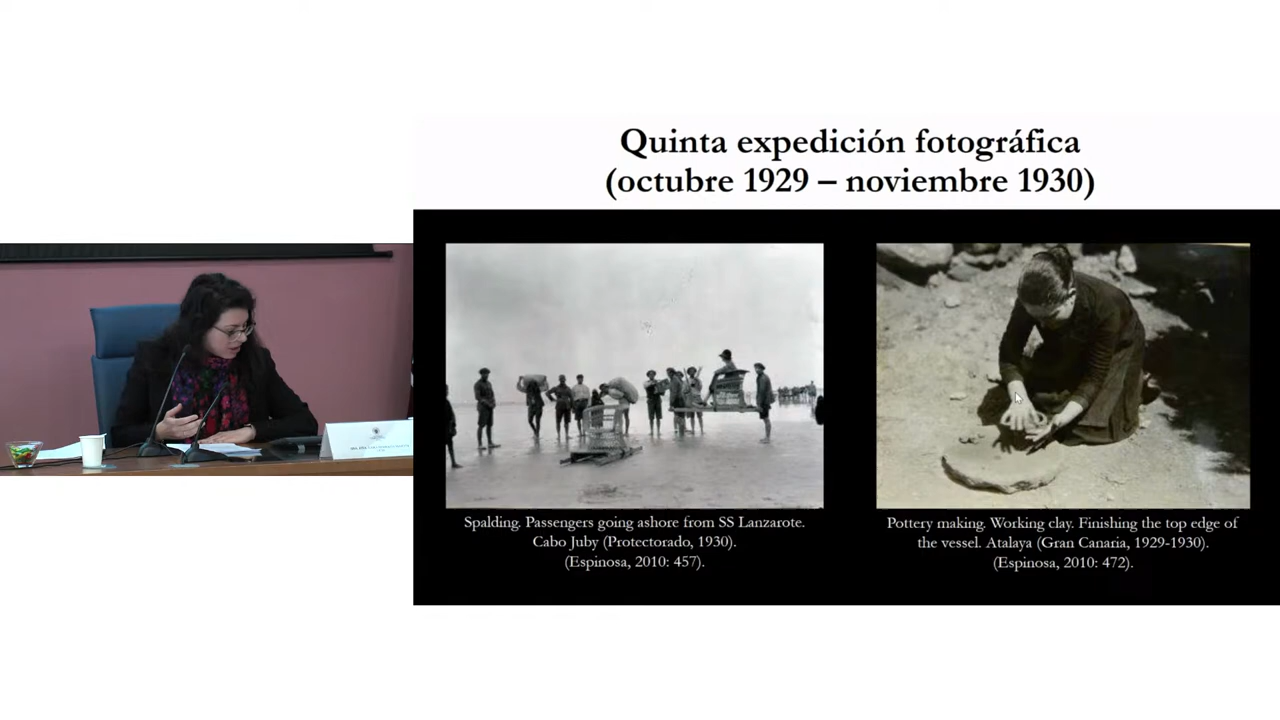 Quinta expedición fotográfica
(octubre 1929 – noviembre 1930)
Spalding. Passengers going ashore from SS Lanzarote.
Cabo Juby (Protectorado, 1930).
(Espinosa, 2010: 457).
Pottery making. Working clay. Finishing the top edge of
the vessel. Atalaya (Gran Canaria, 1929-1930).
(Espinosa, 2010: 472).